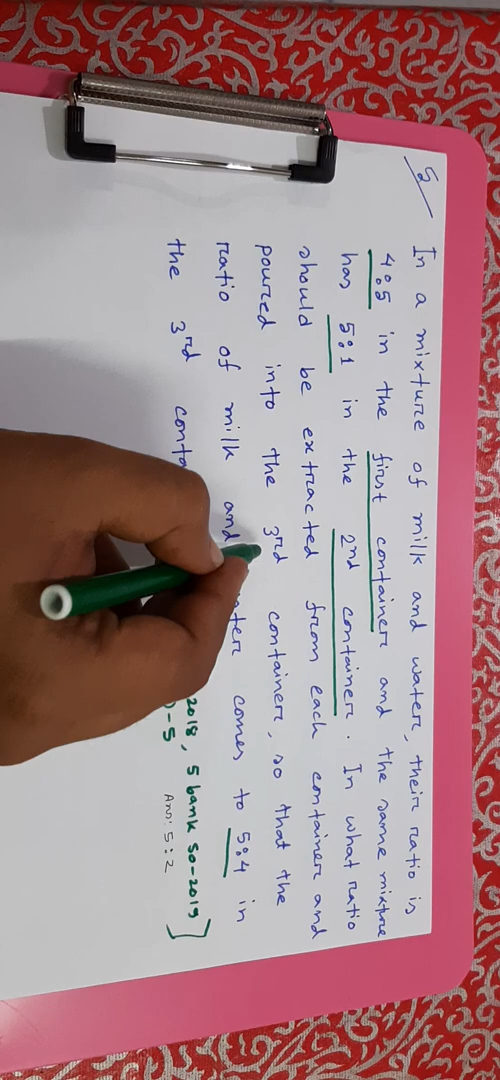 5
In a mixture of milk and water, their ratio is
4:5 in the first container and the same mixture
has 5:1 in the 2nd container. In what ratio
should be extracted from each container and
poured into the 3rd container, so that the
ratio of milk and comes to 5:4 in
the 3rd
2018, 5 bank SO-2019)
-5 Ans: 5:2